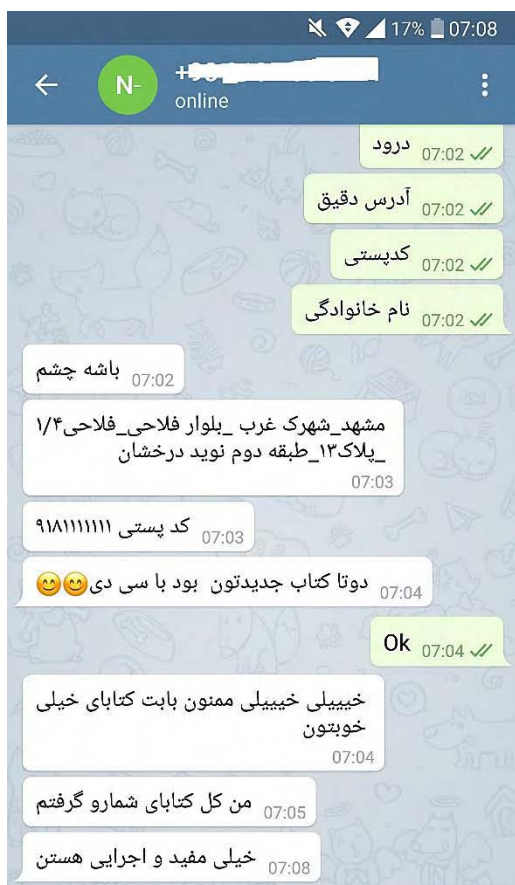 17% 07:08
N-
online
درود 07:02
آدرس دقیق 07:02
کدپستی 07:02
نام خانوادگی 07:02
باشه چشم 07:02
مشهد_شهرک غرب _بلوار فلاحی_فلاحی۱/۴
_پلاک۱۳_طبقه دوم نوید درخشان
07:03
کد پستی ۹۱۸۱۱۱۱۱۱۱ 07:03
دوتا کتاب جدیدتون بود با سی دی😊😊 07:04
Ok 07:04
خیییلی خیییلی ممنون بابت کتابای خیلی
خوبتون
07:04
من کل کتابای شمارو گرفتم 07:05
خیلی مفید و اجرایی هستن 07:08